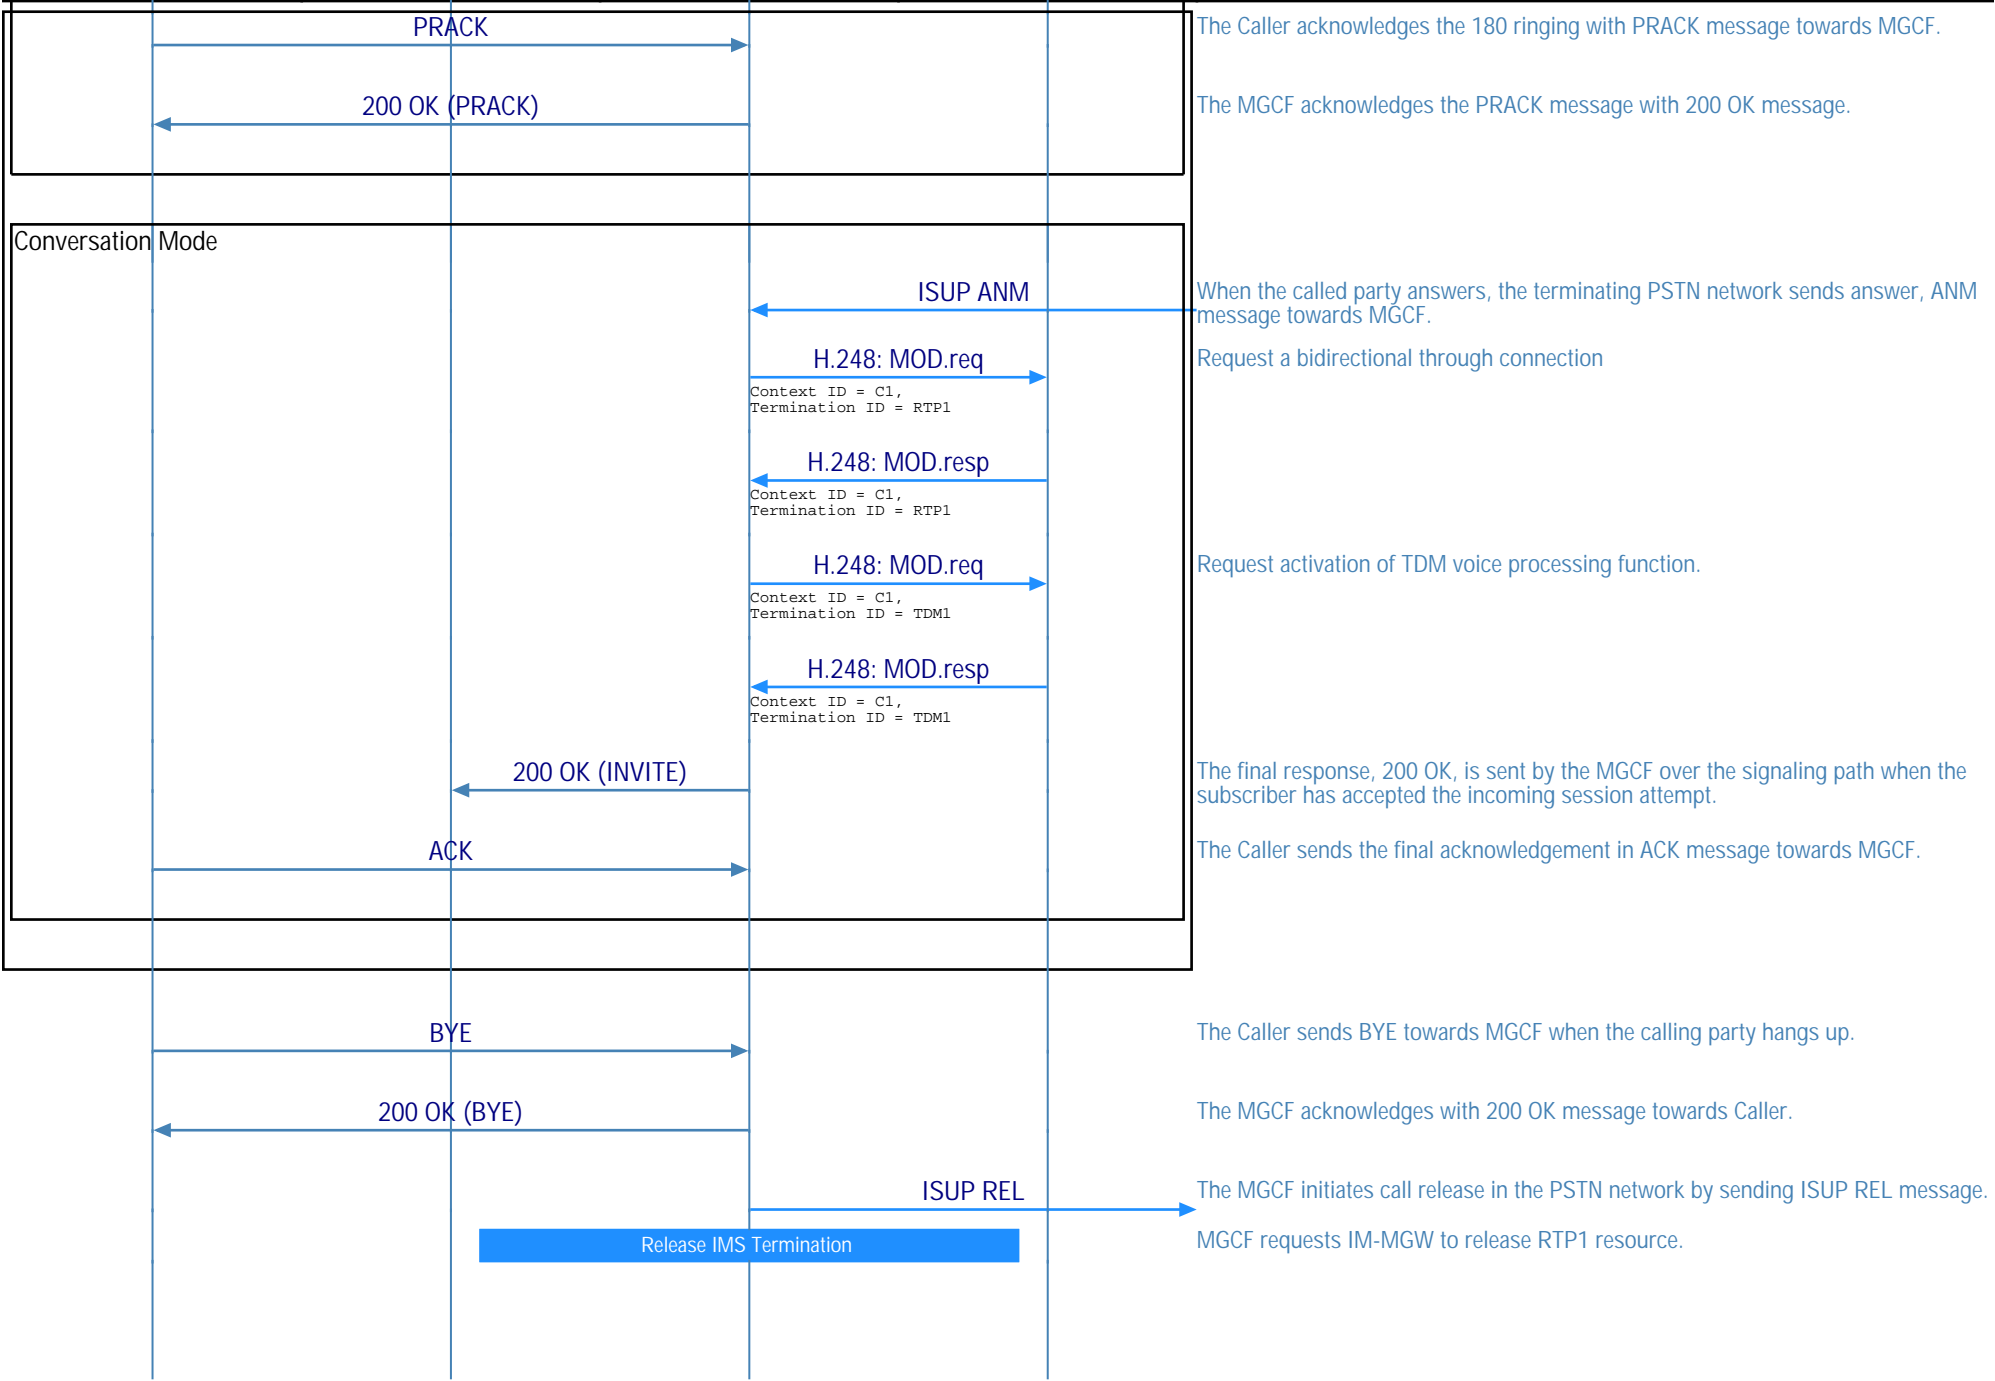 PRACK
The Caller acknowledges the 180 ringing with PRACK message towards MGCF.
200 OK (PRACK)
The MGCF acknowledges the PRACK message with 200 OK message.
Conversation Mode
ISUP ANM
When the called party answers, the terminating PSTN network sends answer, ANM
message towards MGCF.
H.248: MOD.req
Request a bidirectional through connection
Context ID = C1,
Termination ID = RTP1
H.248: MOD.resp
Context ID = C1,
Termination ID = RTP1
H.248: MOD.req
Request activation of TDM voice processing function.
Context ID = C1,
Termination ID = TDM1
H.248: MOD.resp
Context ID = C1,
Termination ID = TDM1
200 OK (INVITE)
The final response, 200 OK, is sent by the MGCF over the signaling path when the
subscriber has accepted the incoming session attempt.
ACK
The Caller sends the final acknowledgement in ACK message towards MGCF.
BYE
The Caller sends BYE towards MGCF when the calling party hangs up.
200 OK (BYE)
The MGCF acknowledges with 200 OK message towards Caller.
ISUP REL
The MGCF initiates call release in the PSTN network by sending ISUP REL message.
Release IMS Termination
MGCF requests IM-MGW to release RTP1 resource.